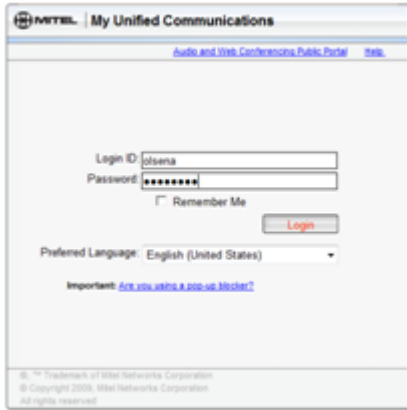 MITEL | My Unified Communications
Audio and Web Conferencing Public Portal Help
Login ID: olsena
Password: ••••••••
Remember Me
Login
Preferred Language: English (United States)
Important: Are you using a pop-up blocker?
®, ™ Trademark of Mitel Networks Corporation
© Copyright 2009, Mitel Networks Corporation
All rights reserved